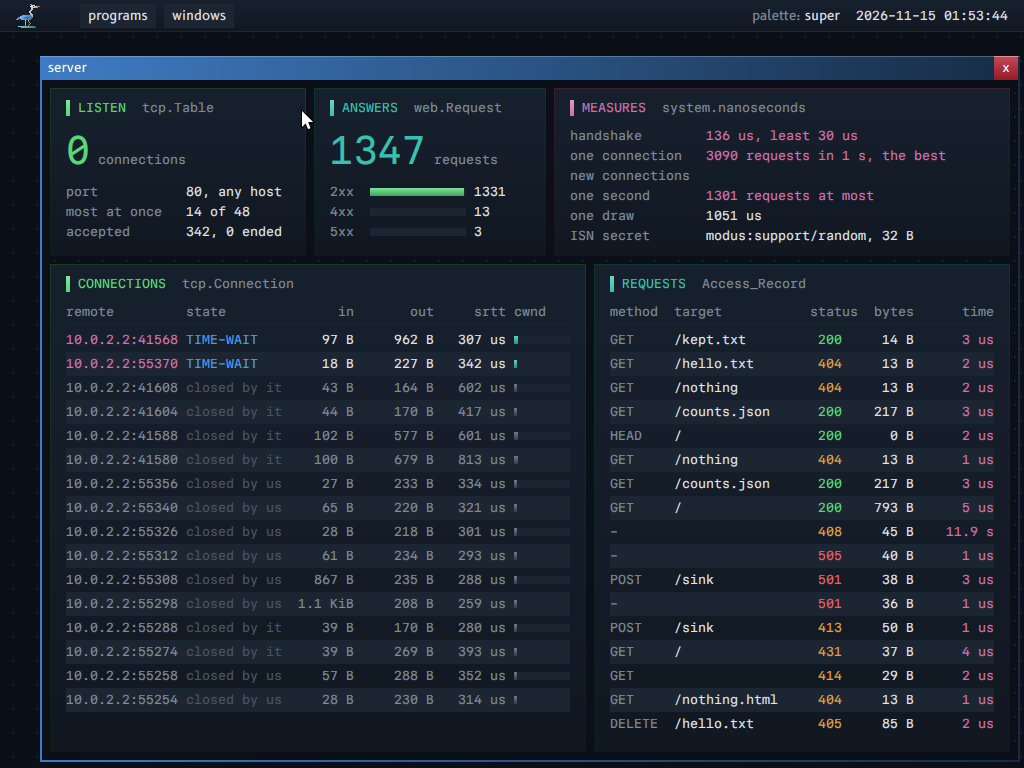 programs windows palette: super 2026-11-15 01:53:44
server x
LISTEN tcp.Table
0 connections
port 80, any host
most at once 14 of 48
accepted 342, 0 ended
ANSWERS web.Request
1347 requests
2xx 1331
4xx 13
5xx 3
MEASURES system.nanoseconds
handshake 136 us, least 30 us
one connection 3090 requests in 1 s, the best
new connections
one second 1301 requests at most
one draw 1051 us
ISN secret modus:support/random, 32 B
CONNECTIONS tcp.Connection
remote state in out srtt cwnd
10.0.2.2:41568 TIME-WAIT 97 B 962 B 307 us
10.0.2.2:55370 TIME-WAIT 18 B 227 B 342 us
10.0.2.2:41608 closed by it 43 B 164 B 602 us
10.0.2.2:41604 closed by it 44 B 170 B 417 us
10.0.2.2:41588 closed by it 102 B 577 B 601 us
10.0.2.2:41580 closed by it 100 B 679 B 813 us
10.0.2.2:55356 closed by us 27 B 233 B 334 us
10.0.2.2:55340 closed by us 65 B 220 B 321 us
10.0.2.2:55326 closed by us 28 B 218 B 301 us
10.0.2.2:55312 closed by us 61 B 234 B 293 us
10.0.2.2:55308 closed by us 867 B 235 B 288 us
10.0.2.2:55298 closed by us 1.1 KiB 208 B 259 us
10.0.2.2:55288 closed by it 39 B 170 B 280 us
10.0.2.2:55274 closed by it 39 B 269 B 393 us
10.0.2.2:55258 closed by us 57 B 288 B 352 us
10.0.2.2:55254 closed by us 28 B 230 B 314 us
REQUESTS Access_Record
method target status bytes time
GET /kept.txt 200 14 B 3 us
GET /hello.txt 404 13 B 2 us
GET /nothing 404 13 B 2 us
GET /counts.json 200 217 B 3 us
HEAD / 200 0 B 2 us
GET /nothing 404 13 B 1 us
GET /counts.json 200 217 B 3 us
GET / 200 793 B 5 us
- 408 45 B 11.9 s
- 505 40 B 1 us
POST /sink 501 38 B 3 us
- 501 36 B 1 us
POST /sink 413 50 B 1 us
GET / 431 37 B 4 us
GET 414 29 B 2 us
GET /nothing.html 404 13 B 1 us
DELETE /hello.txt 405 85 B 2 us